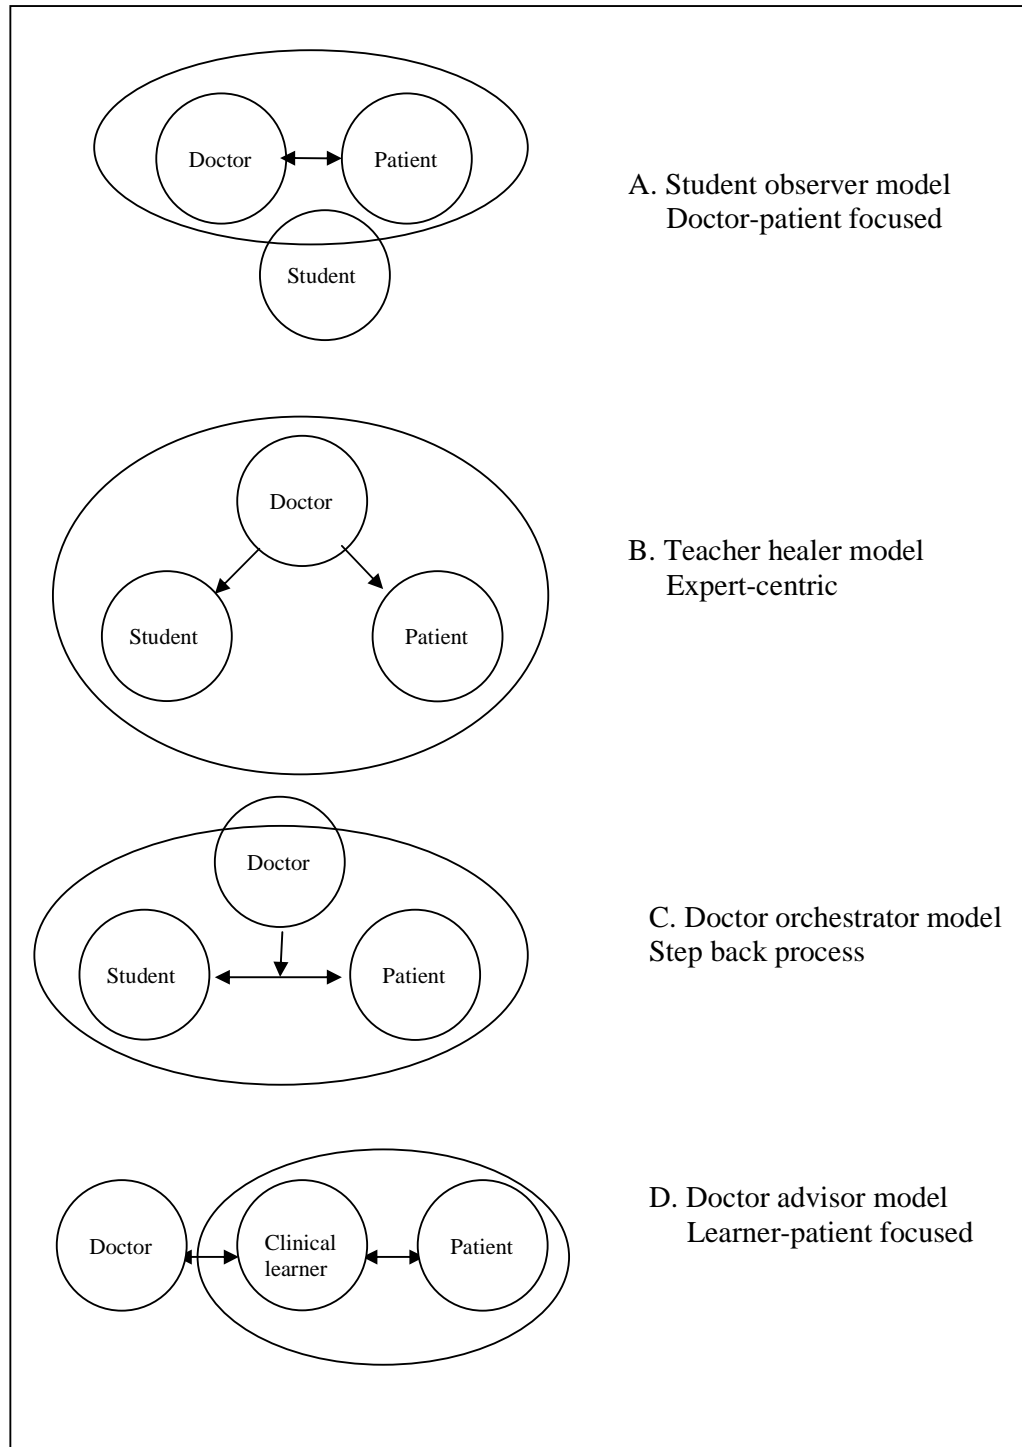 Doctor
Patient
Student
A. Student observer model
Doctor-patient focused
Doctor
Student
Patient
B. Teacher healer model
Expert-centric
Doctor
Student
Patient
C. Doctor orchestrator model
Step back process
Doctor
Clinical
learner
Patient
D. Doctor advisor model
Learner-patient focused